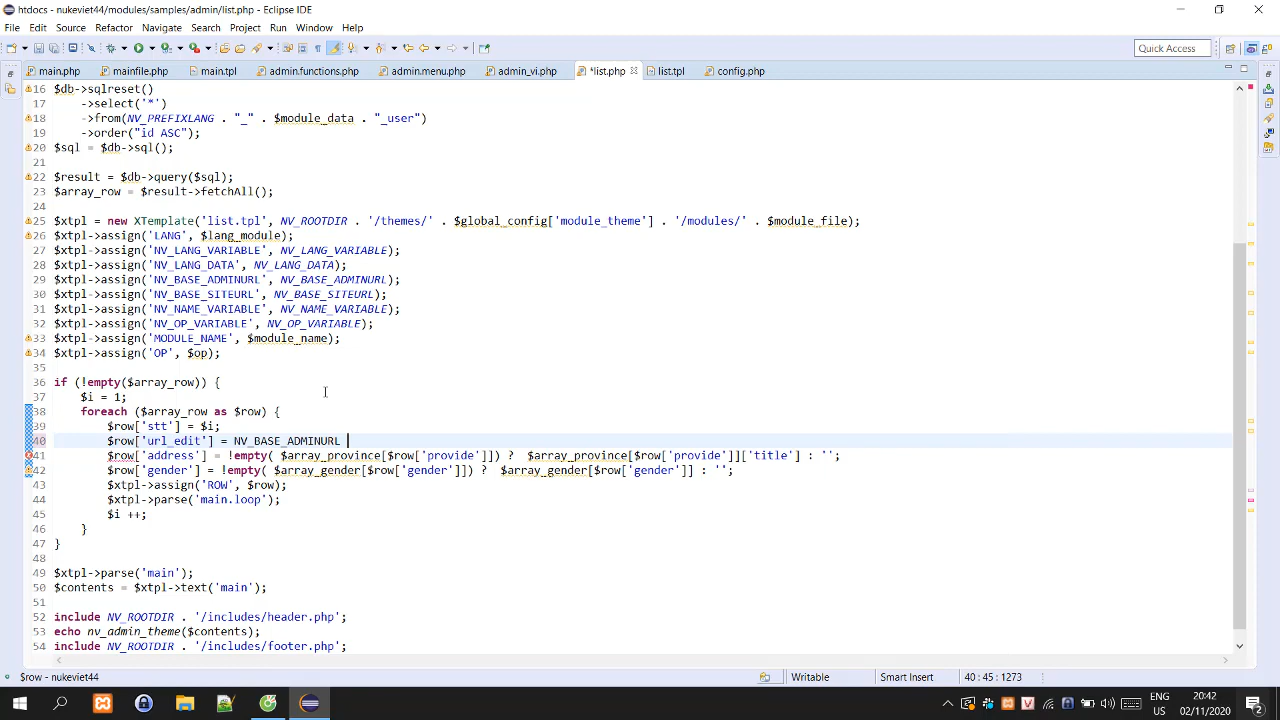 htdocs - nukeviet44/modules/samples/admin/list.php - Eclipse IDE
File Edit Source Refactor Navigate Search Project Run Window Help
Quick Access
main.php mainfile.php main.tpl admin.functions.php admin.menu.php admin_vi.php *list.php list.tpl config.php
16 $db->sqlreset()
17 ->select('*')
18 ->from(NV_PREFIXLANG . "_" . $module_data . "_user")
19 ->order("id ASC");
20 $sql = $db->sql();
21
22 $result = $db->query($sql);
23 $array_row = $result->fetchAll();
24
25 $xtpl = new XTemplate('list.tpl', NV_ROOTDIR . '/themes/' . $global_config['module_theme'] . '/modules/' . $module_file);
26 $xtpl->assign('LANG', $lang_module);
27 $xtpl->assign('NV_LANG_VARIABLE', NV_LANG_VARIABLE);
28 $xtpl->assign('NV_LANG_DATA', NV_LANG_DATA);
29 $xtpl->assign('NV_BASE_ADMINURL', NV_BASE_ADMINURL);
30 $xtpl->assign('NV_BASE_SITEURL', NV_BASE_SITEURL);
31 $xtpl->assign('NV_NAME_VARIABLE', NV_NAME_VARIABLE);
32 $xtpl->assign('NV_OP_VARIABLE', NV_OP_VARIABLE);
33 $xtpl->assign('MODULE_NAME', $module_name);
34 $xtpl->assign('OP', $op);
35
36 if (!empty($array_row)) {
37 $i = 1;
38 foreach ($array_row as $row) {
39 $row['stt'] = $i;
40 $row['url_edit'] = NV_BASE_ADMINURL
41 $row['address'] = !empty( $array_province[$row['provide']]) ? $array_province[$row['provide']]['title'] : '';
42 $row['gender'] = !empty( $array_gender[$row['gender']]) ? $array_gender[$row['gender']] : '';
43 $xtpl->assign('ROW', $row);
44 $xtpl->parse('main.loop');
45 $i ++;
46 }
47 }
48
49 $xtpl->parse('main');
50 $contents = $xtpl->text('main');
51
52 include NV_ROOTDIR . '/includes/header.php';
53 echo nv_admin_theme($contents);
54 include NV_ROOTDIR . '/includes/footer.php';
$row - nukeviet44 Writable Smart Insert 40 : 45 : 1273
ENG 20:42
US 02/11/2020 2